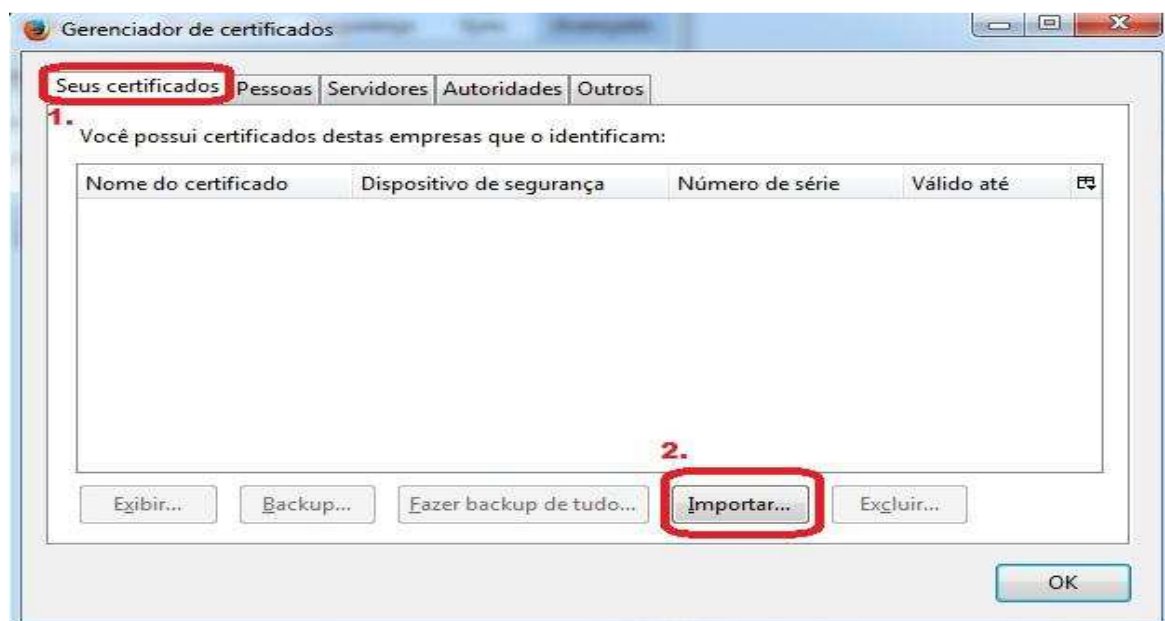 Gerenciador de certificados
Seus certificados Pessoas Servidores Autoridades Outros
1.
Você possui certificados destas empresas que o identificam:
Nome do certificado Dispositivo de segurança Número de série Válido até
2.
Exibir... Backup... Fazer backup de tudo... Importar... Excluir...
OK